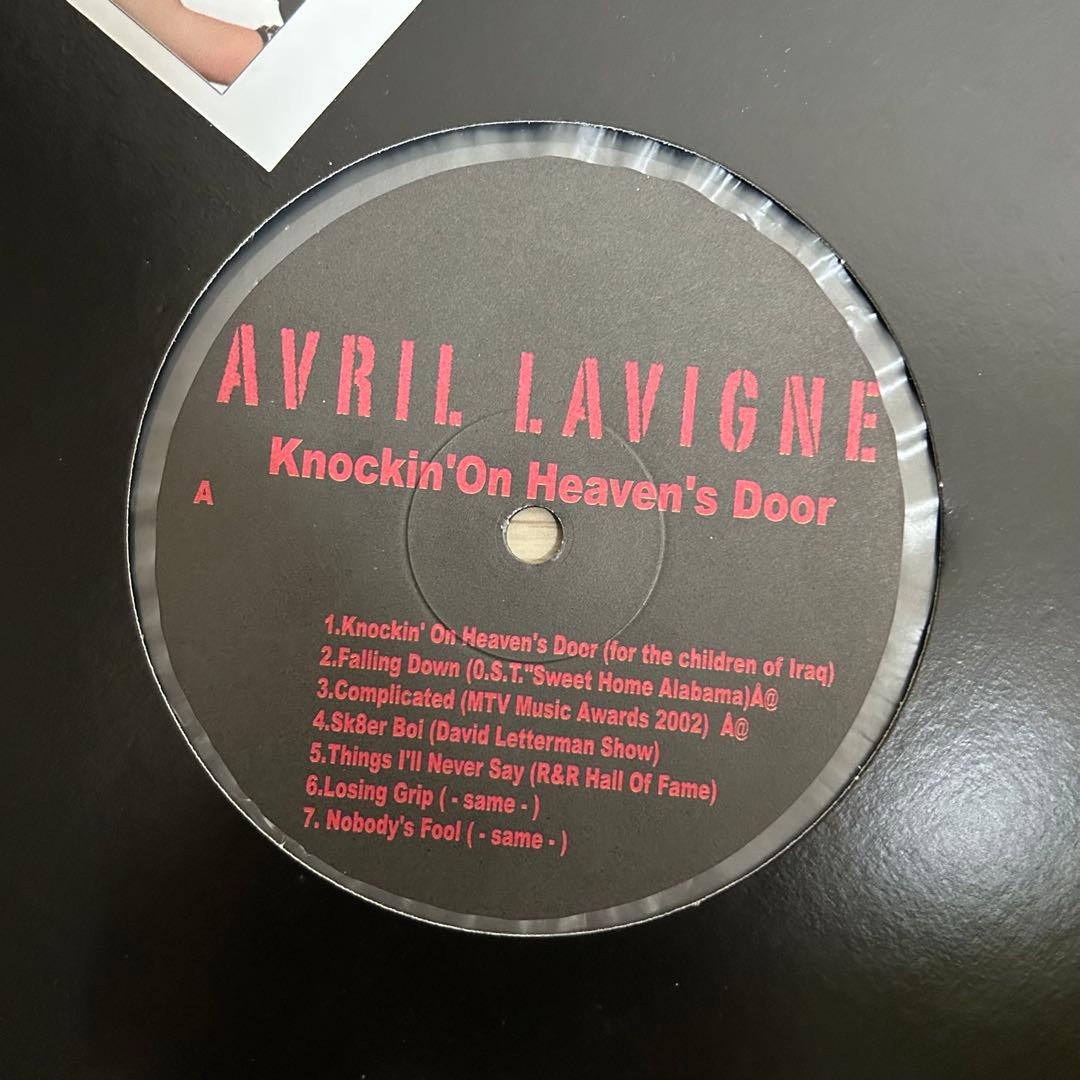 AVRIL LAVIGNE
Knockin'On Heaven's Door
A
1.Knockin' On Heaven's Door (for the children of Iraq)
2.Falling Down (O.S.T."Sweet Home Alabama)Å@
3.Complicated (MTV Music Awards 2002) Å@
4.Sk8er Boi (David Letterman Show)
5.Things I'll Never Say (R&R Hall Of Fame)
6.Losing Grip ( - same - )
7. Nobody's Fool ( - same - )